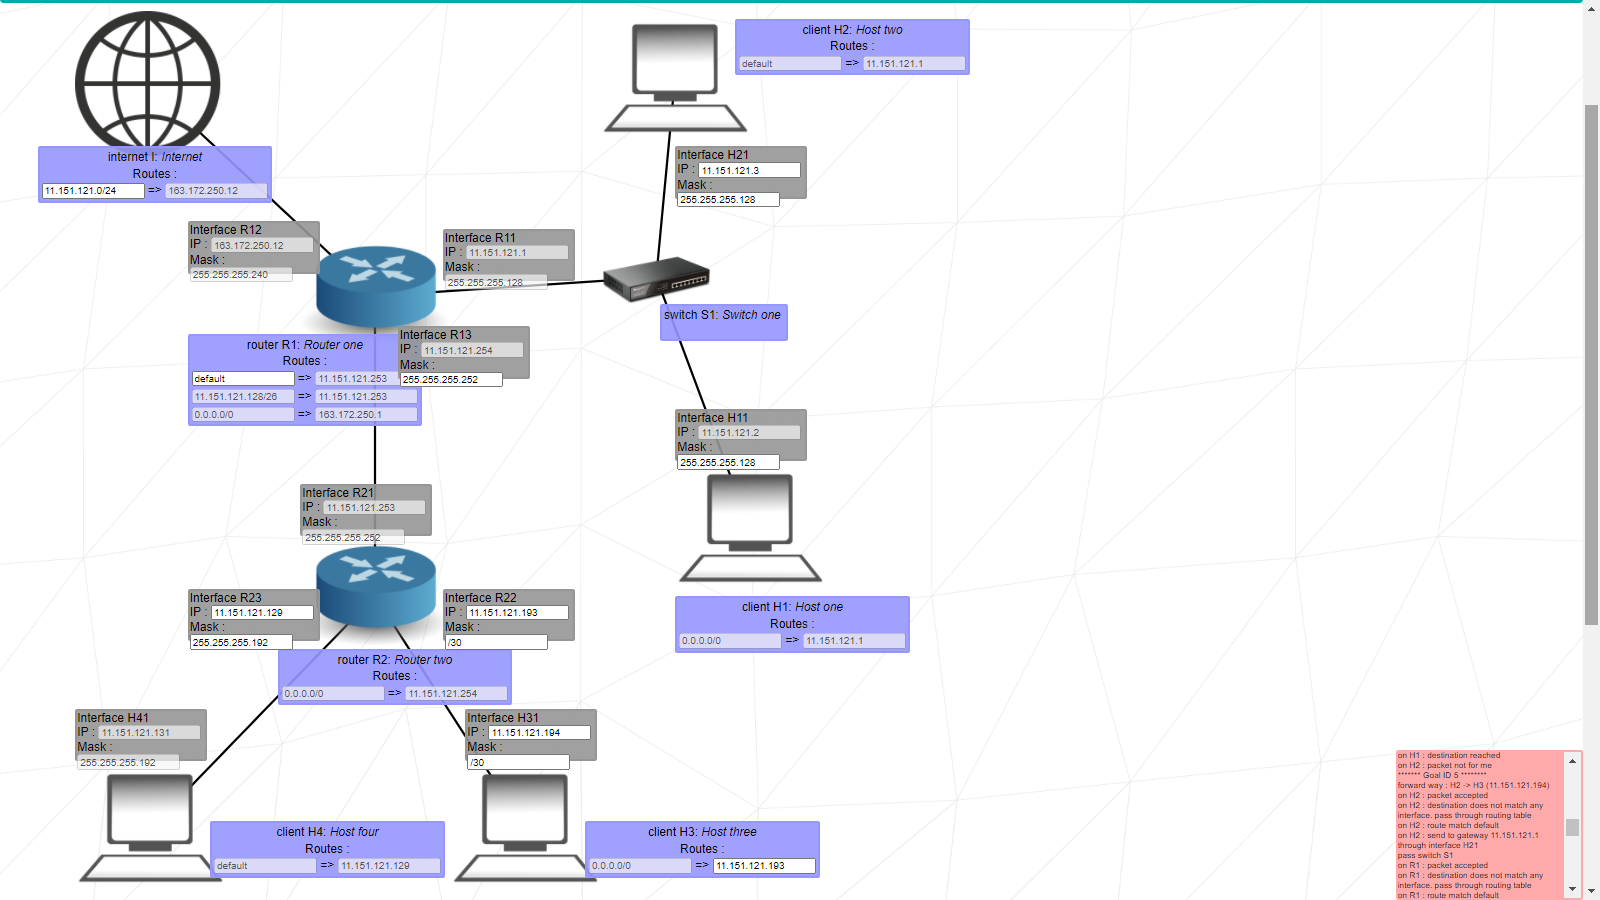 client H2: Host two
Routes :
default => 11.151.121.1
internet I: Internet
Routes :
11.151.121.0/24 => 163.172.250.12
Interface H21
IP : 11.151.121.3
Mask :
255.255.255.128
Interface R12
IP : 163.172.250.12
Mask :
255.255.255.240
Interface R11
IP : 11.151.121.1
Mask :
255.255.255.128
switch S1: Switch one
Interface R13
IP : 11.151.121.254
Mask :
255.255.255.252
router R1: Router one
Routes :
default => 11.151.121.253
11.151.121.128/26 => 11.151.121.253
0.0.0.0/0 => 163.172.250.1
Interface H11
IP : 11.151.121.2
Mask :
255.255.255.128
Interface R21
IP : 11.151.121.253
Mask :
255.255.255.252
Interface R23
IP : 11.151.121.129
Mask :
255.255.255.192
Interface R22
IP : 11.151.121.193
Mask :
/30
client H1: Host one
Routes :
0.0.0.0/0 => 11.151.121.1
router R2: Router two
Routes :
0.0.0.0/0 => 11.151.121.254
Interface H41
IP : 11.151.121.131
Mask :
255.255.255.192
Interface H31
IP : 11.151.121.194
Mask :
/30
client H4: Host four
Routes :
default => 11.151.121.129
client H3: Host three
Routes :
0.0.0.0/0 => 11.151.121.193
on H1 : destination reached
on H2 : packet not for me
******* Goal ID 5 ********
forward way : H2 -> H3 (11.151.121.194)
on H2 : packet accepted
on H2 : destination does not match any
interface. pass through routing table
on H2 : route match default
on H2 : send to gateway 11.151.121.1
through interface H21
pass switch S1
on R1 : packet accepted
on R1 : destination does not match any
interface. pass through routing table
on R1 : route match default